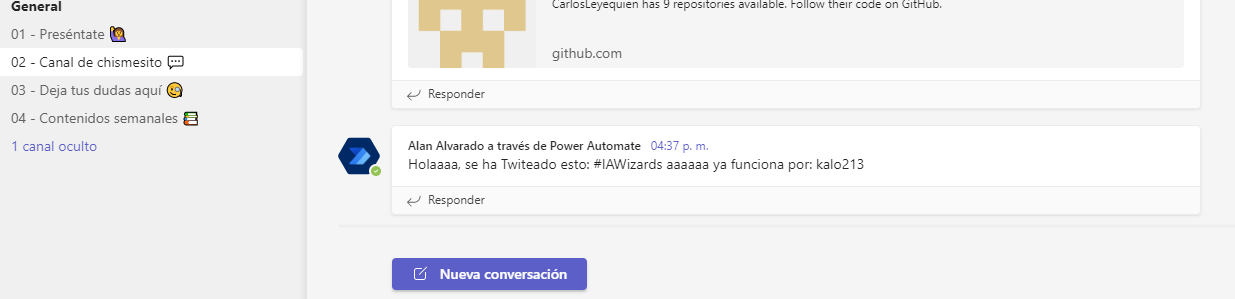 General
01 - Preséntate 🙋‍♀️
02 - Canal de chismesito 💬
03 - Deja tus dudas aquí 🧐
04 - Contenidos semanales 📚
1 canal oculto
CarlosLeyequien has 9 repositories available. Follow their code on GitHub.
github.com
Responder
Alan Alvarado a través de Power Automate 04:37 p. m.
Holaaaa, se ha Twiteado esto: #IAWizards aaaaaa ya funciona por: kalo213
Responder
Nueva conversación